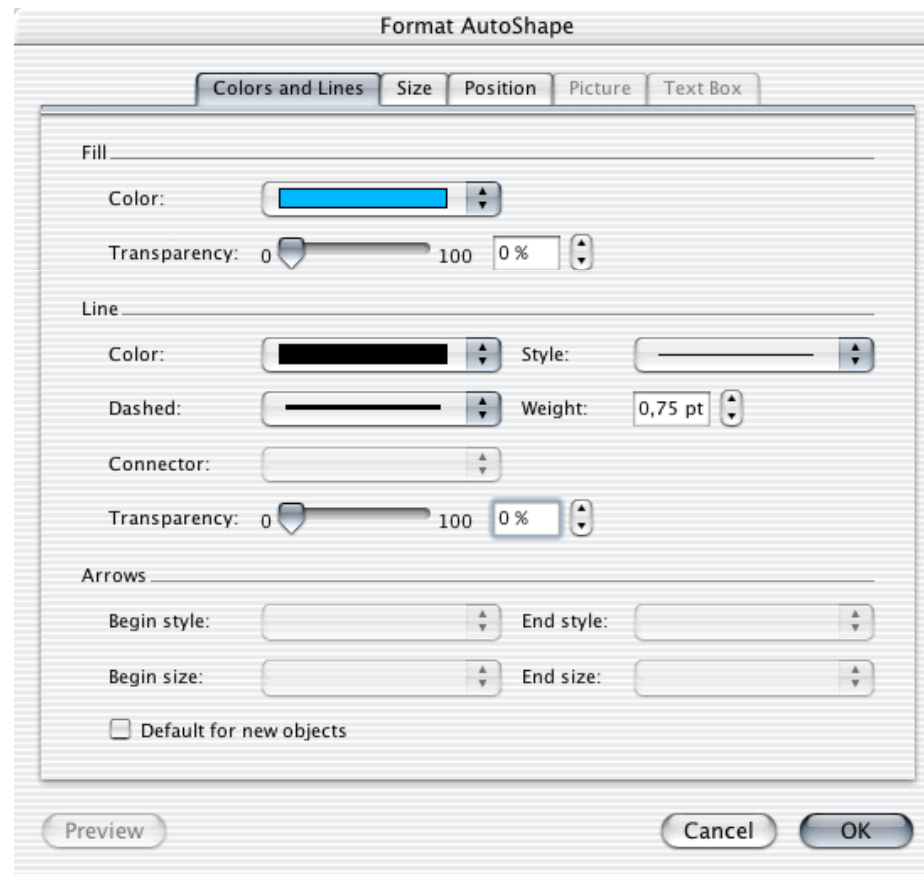 Format AutoShape
Colors and Lines Size Position Picture Text Box
Fill
Color:
Transparency: 0 100 0 %
Line
Color: Style:
Dashed: Weight: 0,75 pt
Connector:
Transparency: 0 100 0 %
Arrows
Begin style: End style:
Begin size: End size:
Default for new objects
Preview Cancel OK